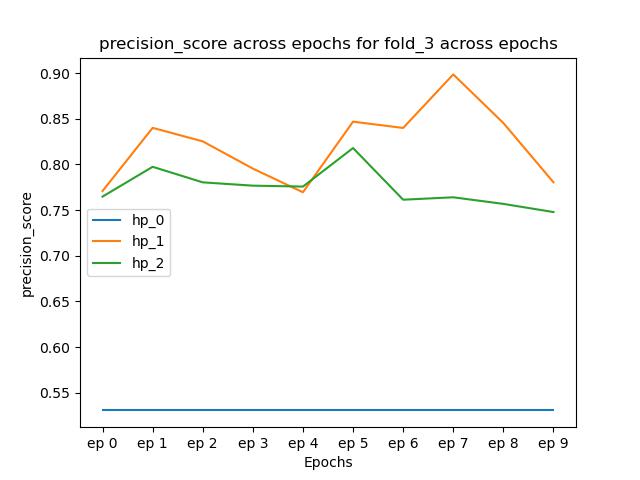 precision_score across epochs for fold_3 across epochs
precision_score
0.90
0.85
0.80
0.75
0.70
0.65
0.60
0.55
hp_0
hp_1
hp_2
ep 0 ep 1 ep 2 ep 3 ep 4 ep 5 ep 6 ep 7 ep 8 ep 9
Epochs